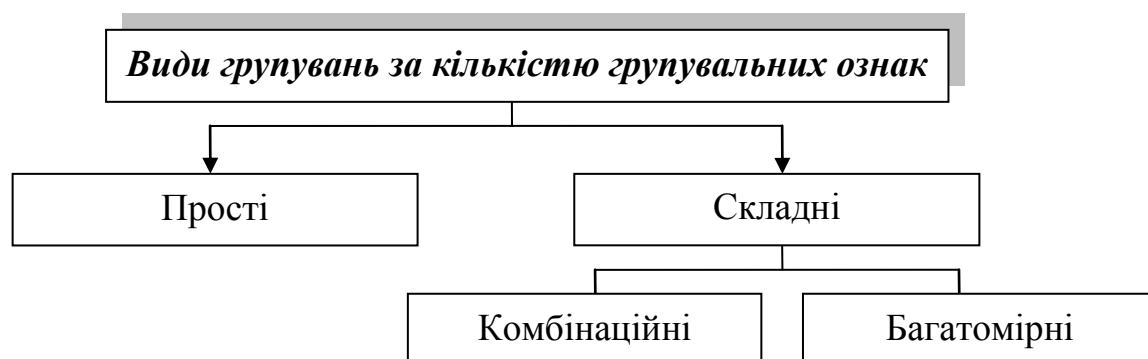 Види групувань за кількістю групувальних ознак
Прості
Складні
Комбінаційні
Багатомірні